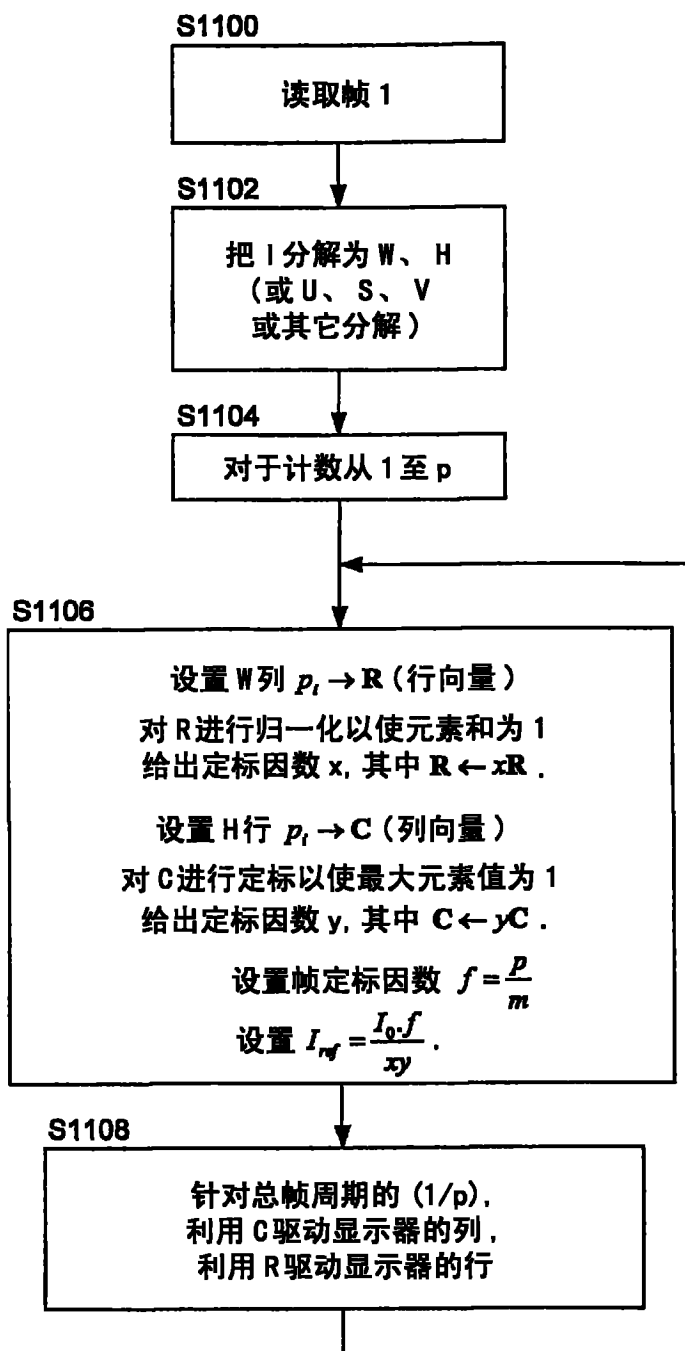 S1100
读取帧 1
S1102
把 I 分解为 W、 H
（或 U、 S、 V
或其它分解）
S1104
对于计数从 1 至 p
S1106
设置 W列 p_i → R（行向量）
对 R 进行归一化以使元素和为 1
给出定标因数 x, 其中 R ← xR .
设置 H行 p_i → C（列向量）
对 C 进行定标以使最大元素值为 1
给出定标因数 y, 其中 C ← yC .
设置帧定标因数 f = p/m
设置 I_ref = I_0.f/xy .
S1108
针对总帧周期的 (1/p),
利用 C 驱动显示器的列,
利用 R 驱动显示器的行